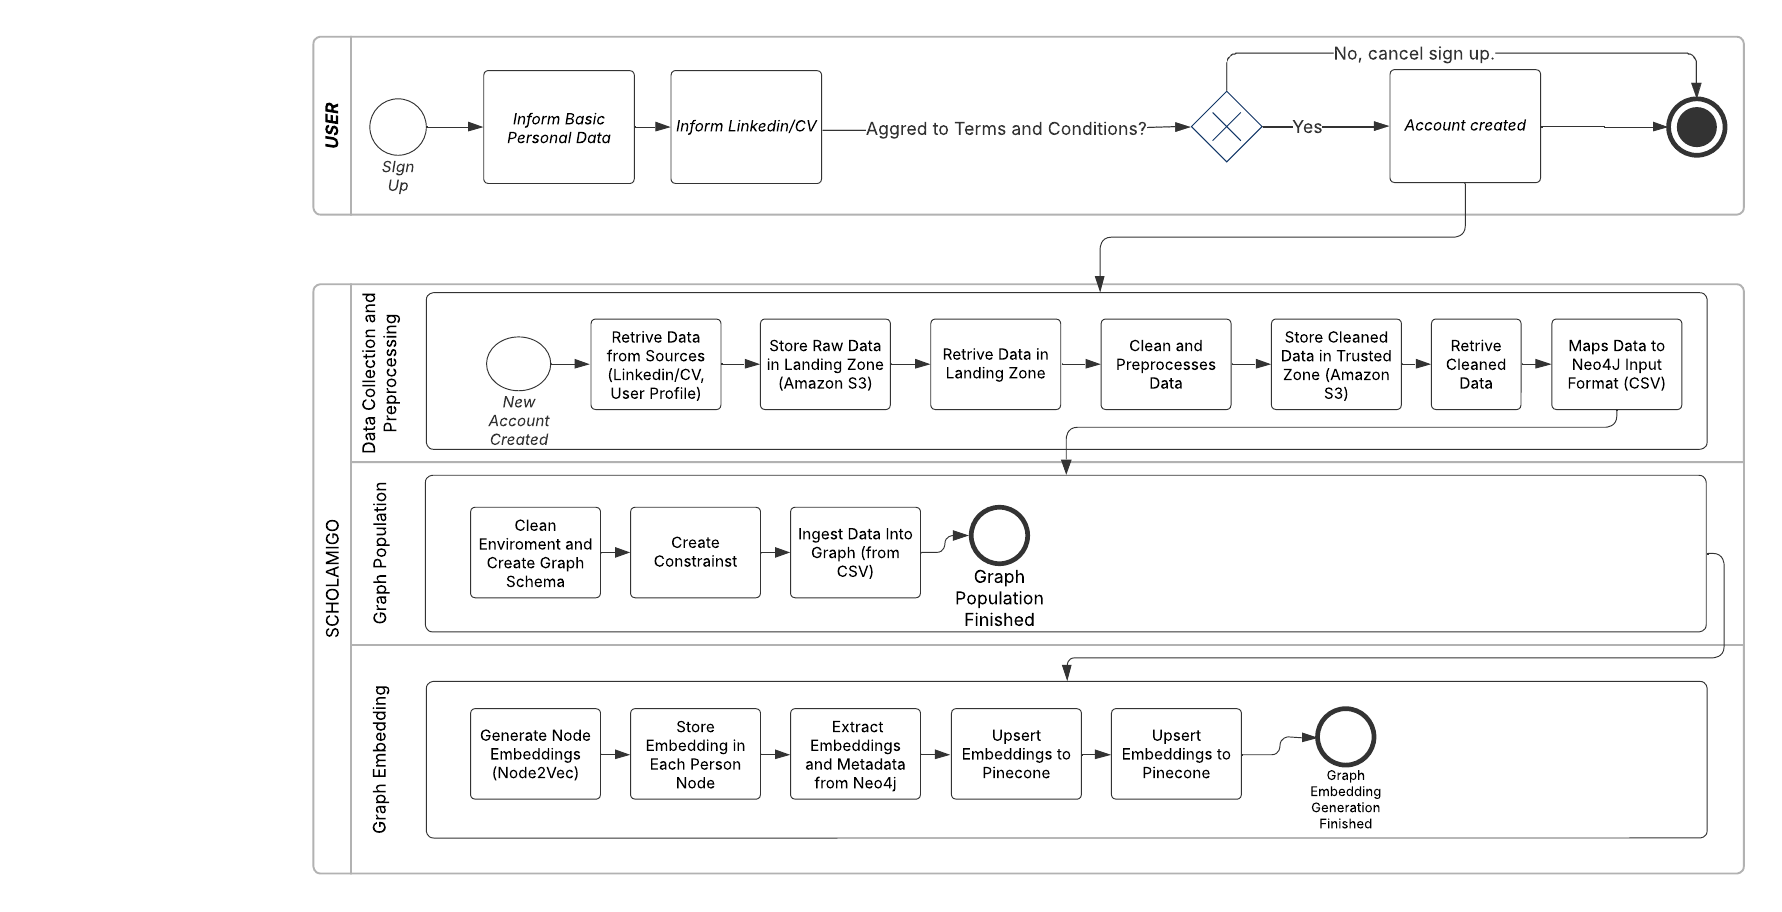 USER
SIgn
Up
Inform Basic
Personal Data
Inform Linkedin/CV
Aggred to Terms and Conditions?
No, cancel sign up.
Yes
Account created
SCHOLAMIGO
Data Collection and
Preprocessing
New
Account
Created
Retrive Data
from Sources
(Linkedin/CV,
User Profile)
Store Raw Data
in Landing Zone
(Amazon S3)
Retrive Data in
Landing Zone
Clean and
Preprocesses
Data
Store Cleaned
Data in Trusted
Zone (Amazon
S3)
Retrive
Cleaned
Data
Maps Data to
Neo4J Input
Format (CSV)
Graph Population
Clean
Enviroment and
Create Graph
Schema
Create
Constrainst
Ingest Data Into
Graph (from
CSV)
Graph
Population
Finished
Graph Embedding
Generate Node
Embeddings
(Node2Vec)
Store
Embedding in
Each Person
Node
Extract
Embeddings
and Metadata
from Neo4j
Upsert
Embeddings to
Pinecone
Upsert
Embeddings to
Pinecone
Graph
Embedding
Generation
Finished